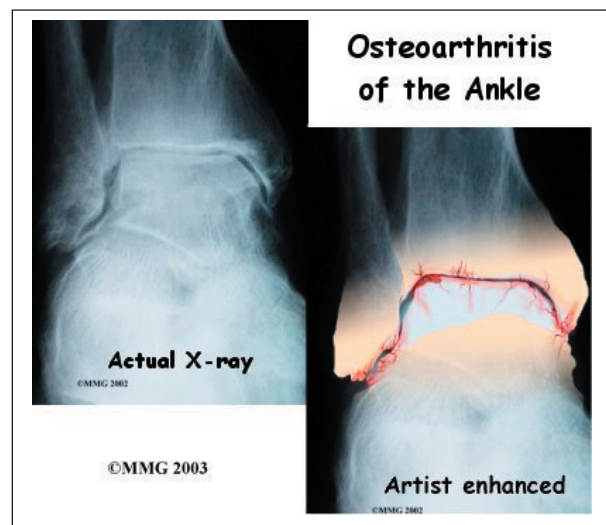 Osteoarthritis
of the Ankle
Actual X-ray
©MMG 2002
©MMG 2003
Artist enhanced
©MMG 2002